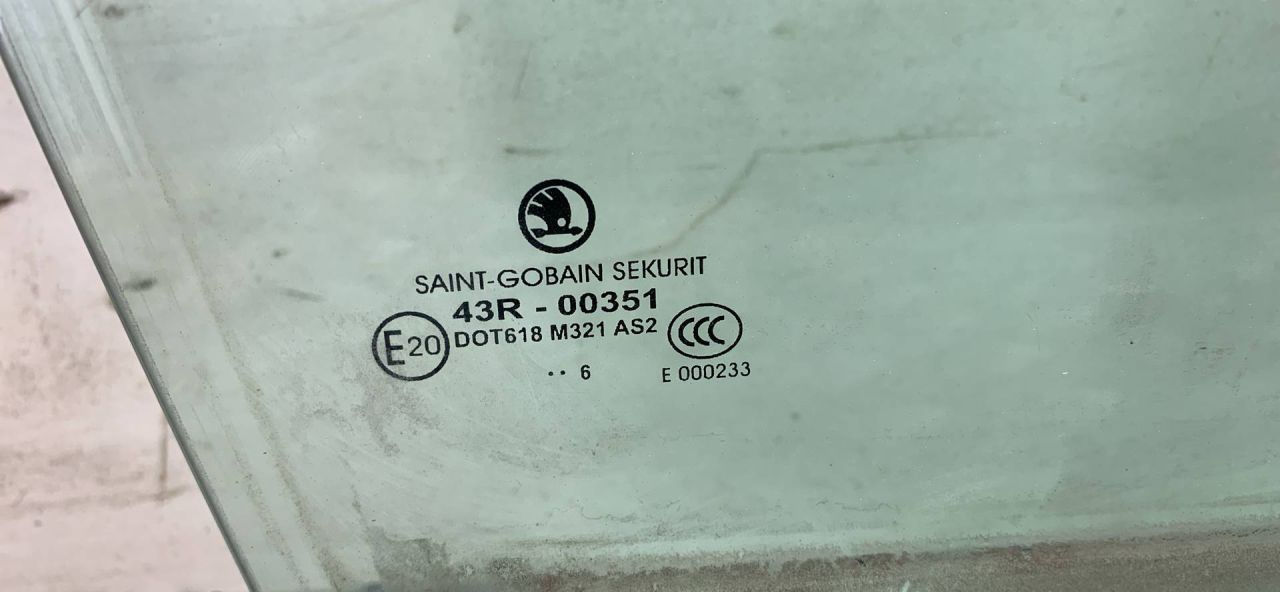 SAINT-GOBAIN SEKURIT
43R - 00351
E20 DOT618 M321 AS2 CCC
·· 6 E 000233